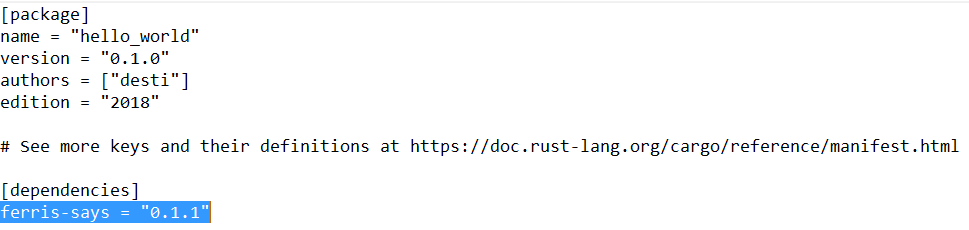 [package]
name = "hello_world"
version = "0.1.0"
authors = ["desti"]
edition = "2018"
# See more keys and their definitions at https://doc.rust-lang.org/cargo/reference/manifest.html
[dependencies]
ferris-says = "0.1.1"